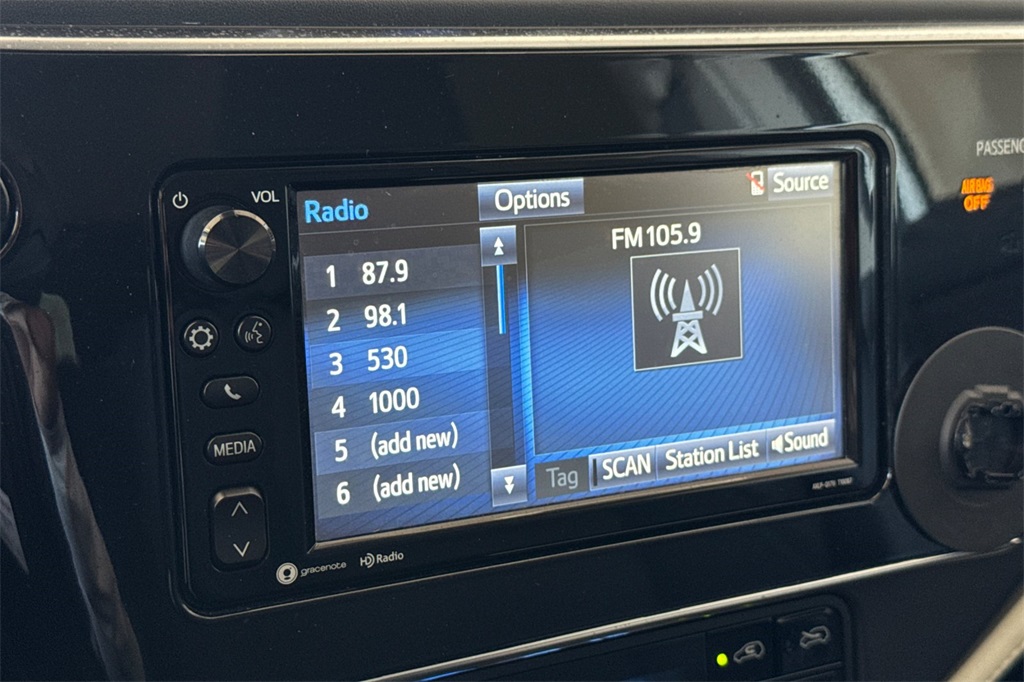 VOL
PASSENG
AIRBAG
OFF
Radio
Options
Source
FM 105.9
1 87.9
2 98.1
3 530
4 1000
5 (add new)
6 (add new)
MEDIA
Tag
SCAN
Station List
Sound
gracenote
HD Radio